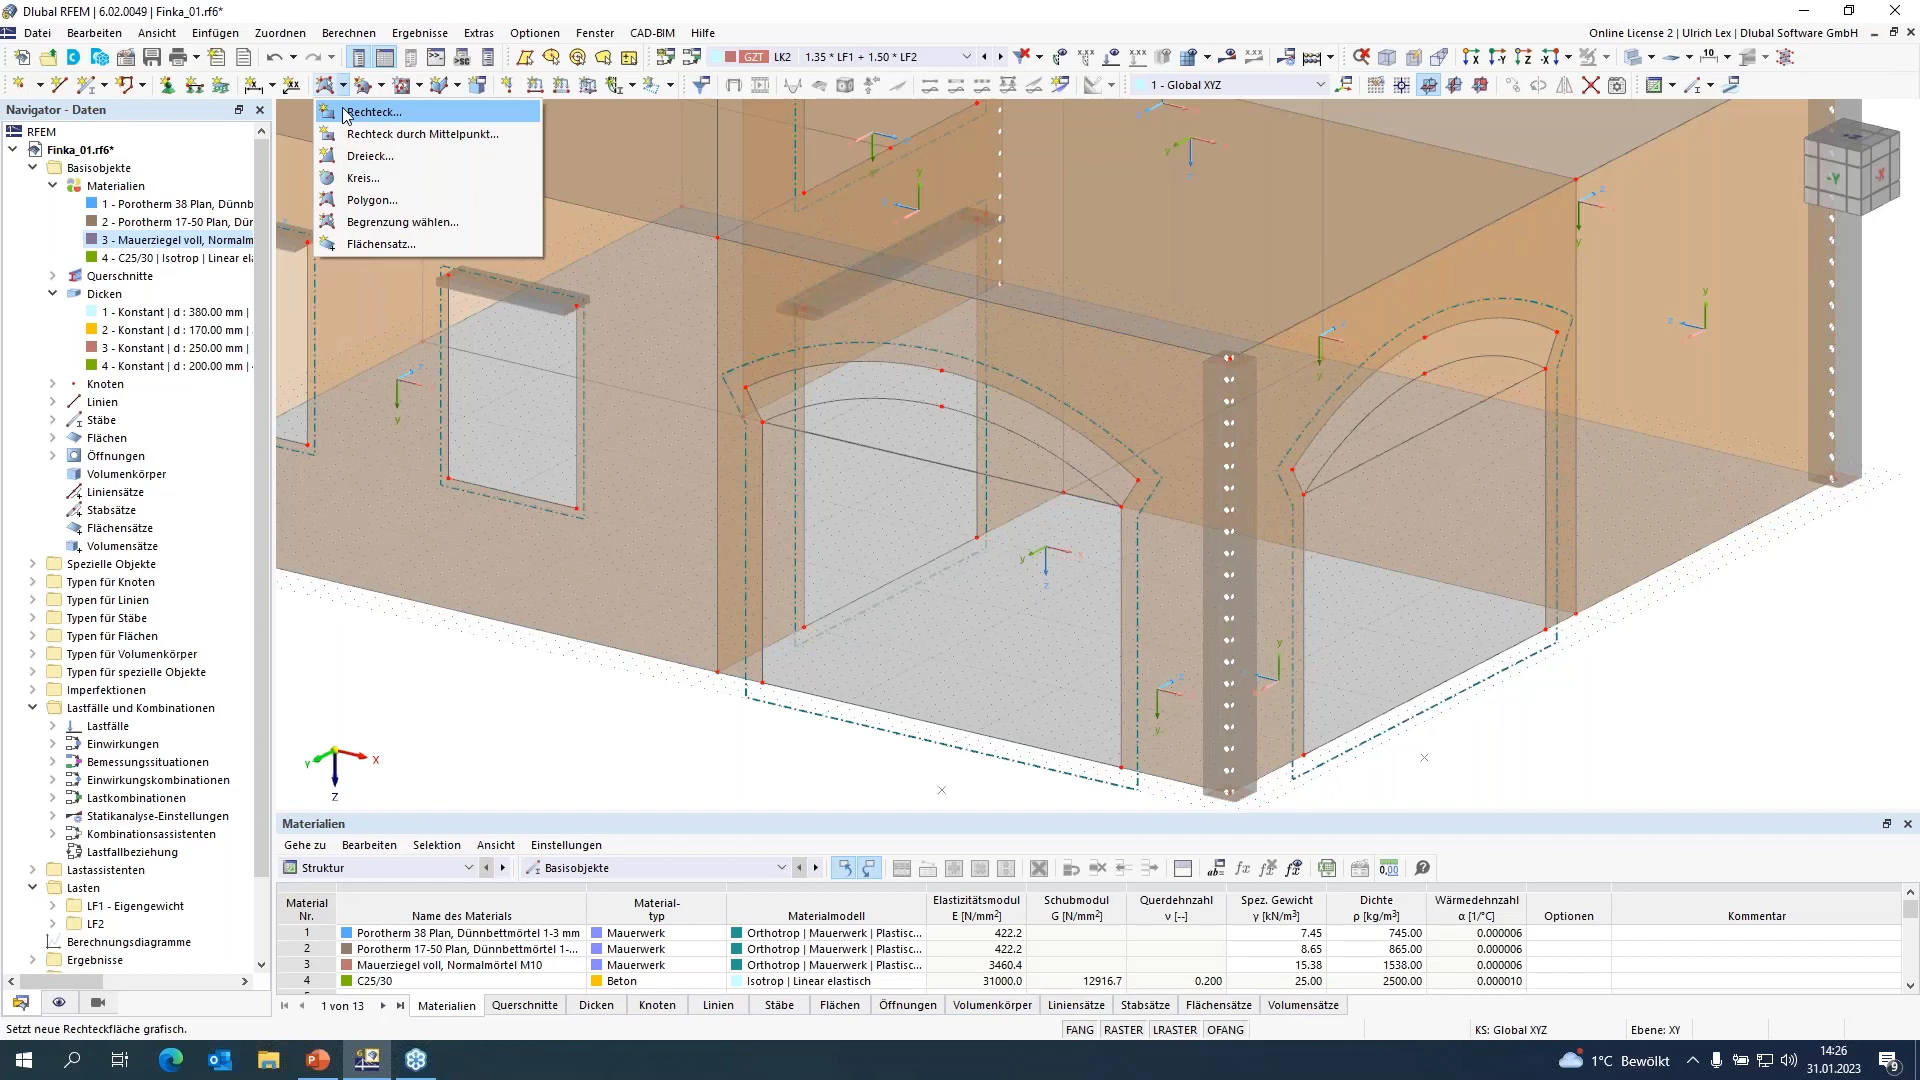 Dlubal RFEM | 6.02.0049 | Finka_01.rf6*
Datei Bearbeiten Ansicht Einfügen Zuordnen Berechnen Ergebnisse Extras Optionen Fenster CAD-BIM Hilfe
Online License 2 | Ulrich Lex | Dlubal Software GmbH
GZT LK2 1.35 * LF1 + 1.50 * LF2
1 - Global XYZ
Navigator - Daten
RFEM
Finka_01.rf6*
Basisobjekte
Materialien
1 - Porotherm 38 Plan, Dünnb
2 - Porotherm 17-50 Plan, Dür
3 - Mauerziegel voll, Normalm
4 - C25/30 | Isotrop | Linear ela
Querschnitte
Dicken
1 - Konstant | d : 380.00 mm |
2 - Konstant | d : 170.00 mm |
3 - Konstant | d : 250.00 mm |
4 - Konstant | d : 200.00 mm |
Knoten
Linien
Stäbe
Flächen
Öffnungen
Volumenkörper
Liniensätze
Stabsätze
Flächensätze
Volumensätze
Spezielle Objekte
Typen für Knoten
Typen für Linien
Typen für Stäbe
Typen für Flächen
Typen für Volumenkörper
Typen für spezielle Objekte
Imperfektionen
Lastfälle und Kombinationen
Lastfälle
Einwirkungen
Bemessungssituationen
Einwirkungskombinationen
Lastkombinationen
Statikanalyse-Einstellungen
Kombinationsassistenten
Lastfallbeziehung
Lastassistenten
Lasten
LF1 - Eigengewicht
LF2
Berechnungsdiagramme
Ergebnisse
Rechteck...
Rechteck durch Mittelpunkt...
Dreieck...
Kreis...
Polygon...
Begrenzung wählen...
Flächensatz...
-Y -X
X
Y
Z
Materialien
Gehe zu Bearbeiten Selektion Ansicht Einstellungen
Struktur
Basisobjekte
Material Nr. Name des Materials Material-typ Materialmodell Elastizitätsmodul E [N/mm²] Schubmodul G [N/mm²] Querdehnzahl ν [--] Spez. Gewicht γ [kN/m³] Dichte ρ [kg/m³] Wärmedehnzahl α [1/°C] Optionen Kommentar
1 Porotherm 38 Plan, Dünnbettmörtel 1-3 mm Mauerwerk Orthotrop | Mauerwerk | Plastisc... 422.2 7.45 745.00 0.000006
2 Porotherm 17-50 Plan, Dünnbettmörtel 1-... Mauerwerk Orthotrop | Mauerwerk | Plastisc... 422.2 8.65 865.00 0.000006
3 Mauerziegel voll, Normalmörtel M10 Mauerwerk Orthotrop | Mauerwerk | Plastisc... 3460.4 15.38 1538.00 0.000006
4 C25/30 Beton Isotrop | Linear elastisch 31000.0 12916.7 0.200 25.00 2500.00 0.000010
1 von 13 Materialien Querschnitte Dicken Knoten Linien Stäbe Flächen Öffnungen Volumenkörper Liniensätze Stabsätze Flächensätze Volumensätze
Setzt neue Rechteckfläche grafisch.
FANG RASTER LRASTER OFANG
KS: Global XYZ
Ebene: XY
1°C Bewölkt
14:26
31.01.2023
9